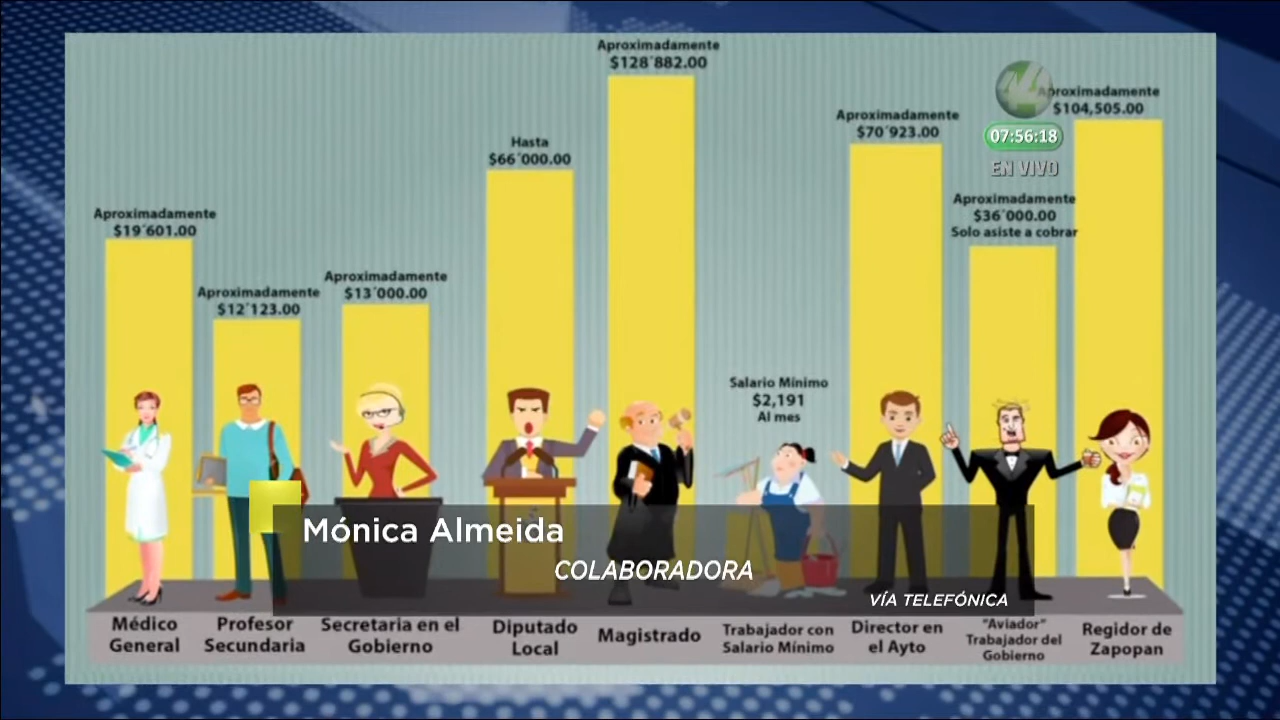 Aproximadamente
$19´601.00
Aproximadamente
$12´123.00
Aproximadamente
$13´000.00
Hasta
$66´000.00
Aproximadamente
$128´882.00
Salario Mínimo
$2,191
Al mes
Aproximadamente
$70´923.00
Aproximadamente
$36´000.00
Solo asiste a cobrar
Aproximadamente
$104,505.00
07:56:18
EN VIVO
Mónica Almeida
COLABORADORA
VÍA TELEFÓNICA
Médico
General
Profesor
Secundaria
Secretaria en el
Gobierno
Diputado
Local
Magistrado
Trabajador con
Salario Mínimo
Director en
el Ayto
"Aviador"
Trabajador del
Gobierno
Regidor de
Zapopan